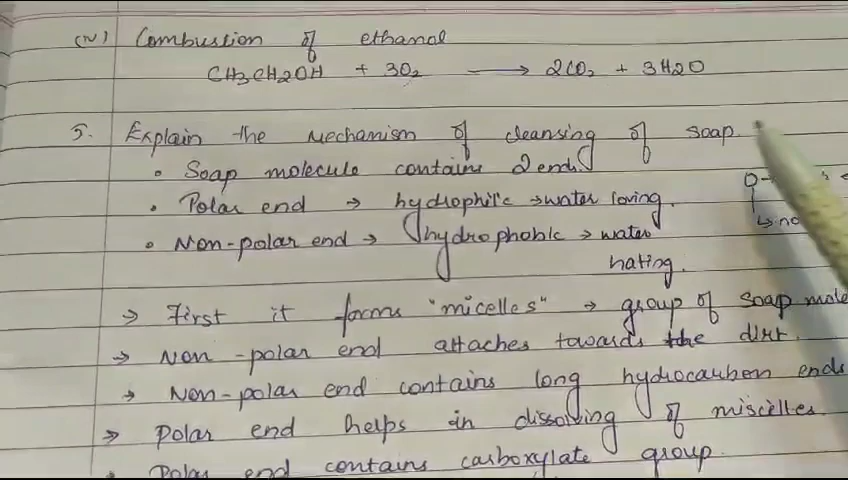 (iv) Combustion of ethanol
CH3CH2OH + 3O2 → 2CO2 + 3H2O
5. Explain the mechanism of cleansing of soap.
• Soap molecule contains 2 ends.
• Polar end → hydrophilic → water loving.
• Non-polar end → hydrophobic → water
hating.
→ First it forms "micelles" → group of soap mole
→ Non-polar end attaches towards the dirt.
→ Non-polar end contains long hydrocarbon ends
→ Polar end helps in dissolving of miscelles.
• Polar end contains carboxylate group.